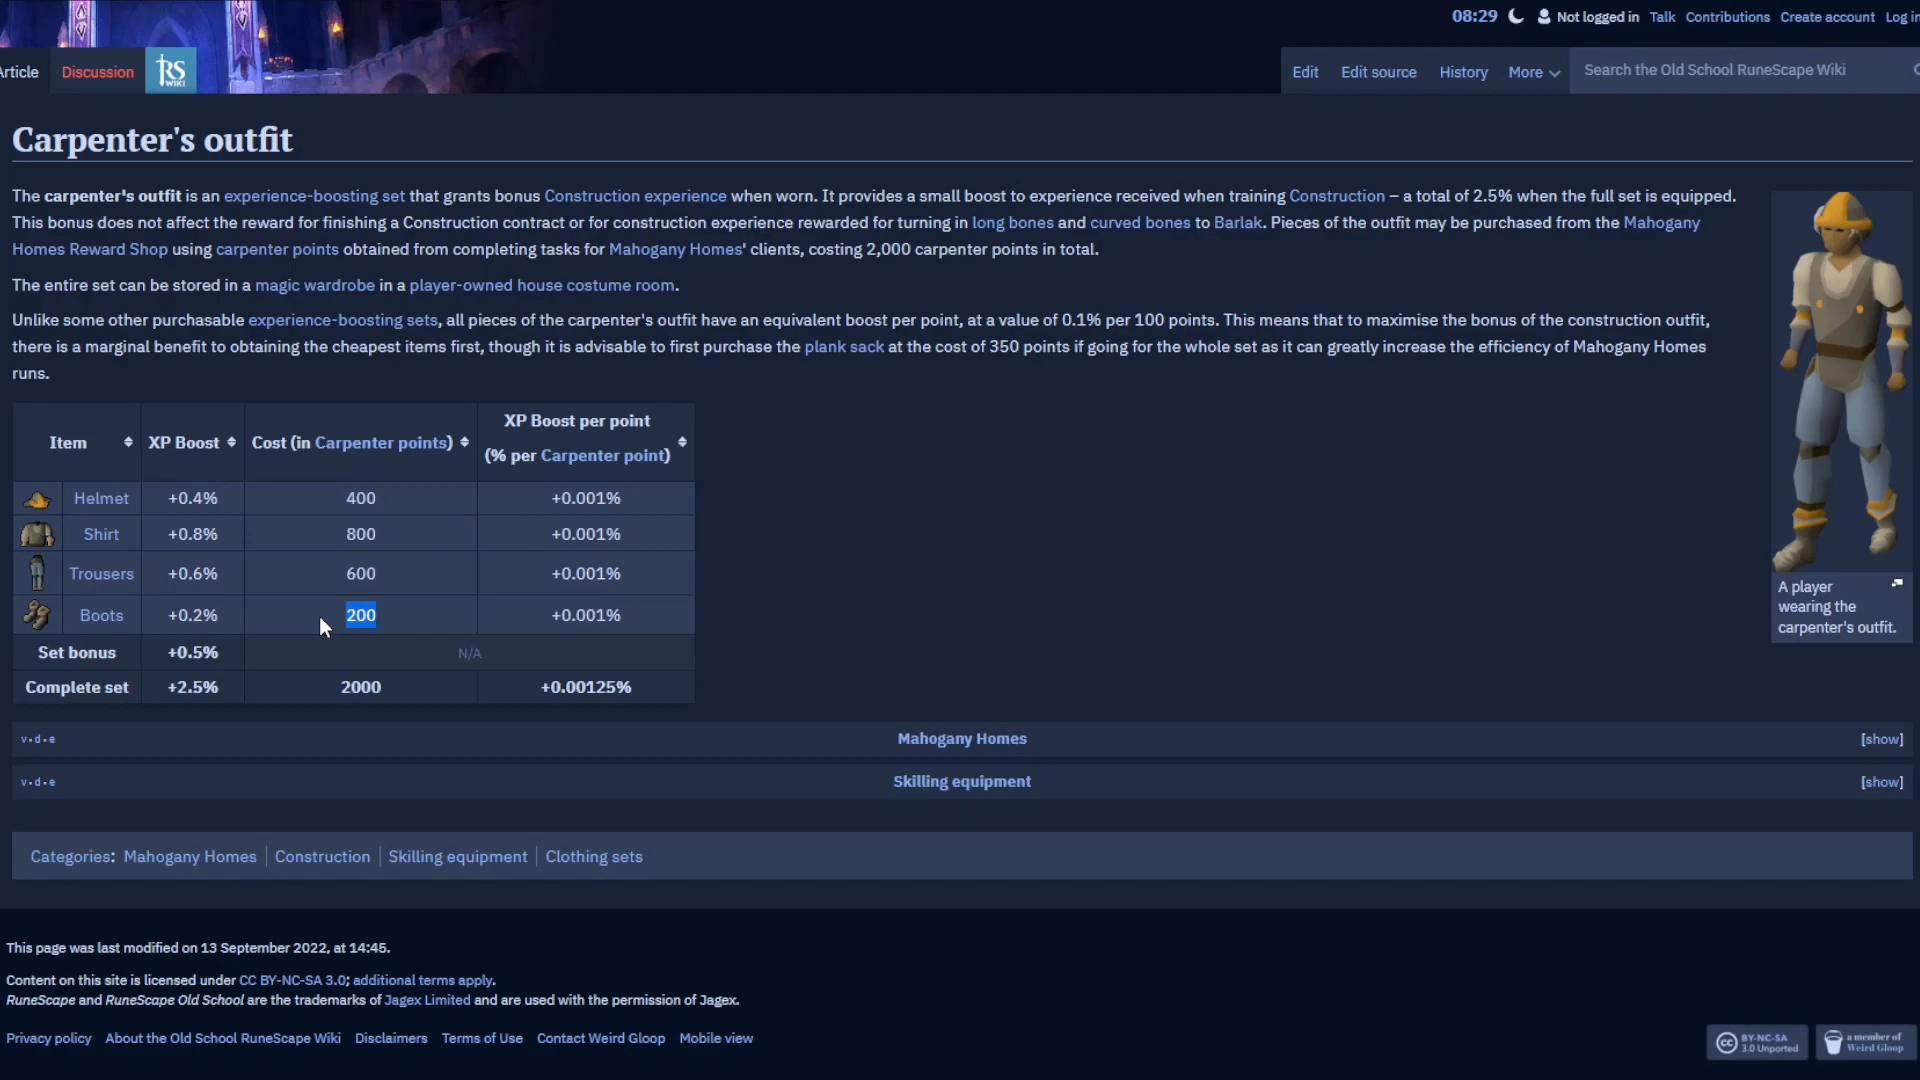 08:29 Not logged in Talk Contributions Create account Log in
Article Discussion RS WIKI Edit Edit source History More Search the Old School RuneScape Wiki
Carpenter's outfit
The carpenter's outfit is an experience-boosting set that grants bonus Construction experience when worn. It provides a small boost to experience received when training Construction – a total of 2.5% when the full set is equipped.
This bonus does not affect the reward for finishing a Construction contract or for construction experience rewarded for turning in long bones and curved bones to Barlak. Pieces of the outfit may be purchased from the Mahogany
Homes Reward Shop using carpenter points obtained from completing tasks for Mahogany Homes' clients, costing 2,000 carpenter points in total.
The entire set can be stored in a magic wardrobe in a player-owned house costume room.
Unlike some other purchasable experience-boosting sets, all pieces of the carpenter's outfit have an equivalent boost per point, at a value of 0.1% per 100 points. This means that to maximise the bonus of the construction outfit,
there is a marginal benefit to obtaining the cheapest items first, though it is advisable to first purchase the plank sack at the cost of 350 points if going for the whole set as it can greatly increase the efficiency of Mahogany Homes
runs.
Item XP Boost Cost (in Carpenter points) XP Boost per point
(% per Carpenter point)
Helmet +0.4% 400 +0.001%
Shirt +0.8% 800 +0.001%
Trousers +0.6% 600 +0.001%
Boots +0.2% 200 +0.001%
Set bonus +0.5% N/A
Complete set +2.5% 2000 +0.00125%
A player
wearing the
carpenter's outfit.
v·d·e Mahogany Homes [show]
v·d·e Skilling equipment [show]
Categories: Mahogany Homes Construction Skilling equipment Clothing sets
This page was last modified on 13 September 2022, at 14:45.
Content on this site is licensed under CC BY-NC-SA 3.0; additional terms apply.
RuneScape and RuneScape Old School are the trademarks of Jagex Limited and are used with the permission of Jagex.
Privacy policy About the Old School RuneScape Wiki Disclaimers Terms of Use Contact Weird Gloop Mobile view
cc BY-NC-SA
3.0 Unported
a member of
Weird Gloop